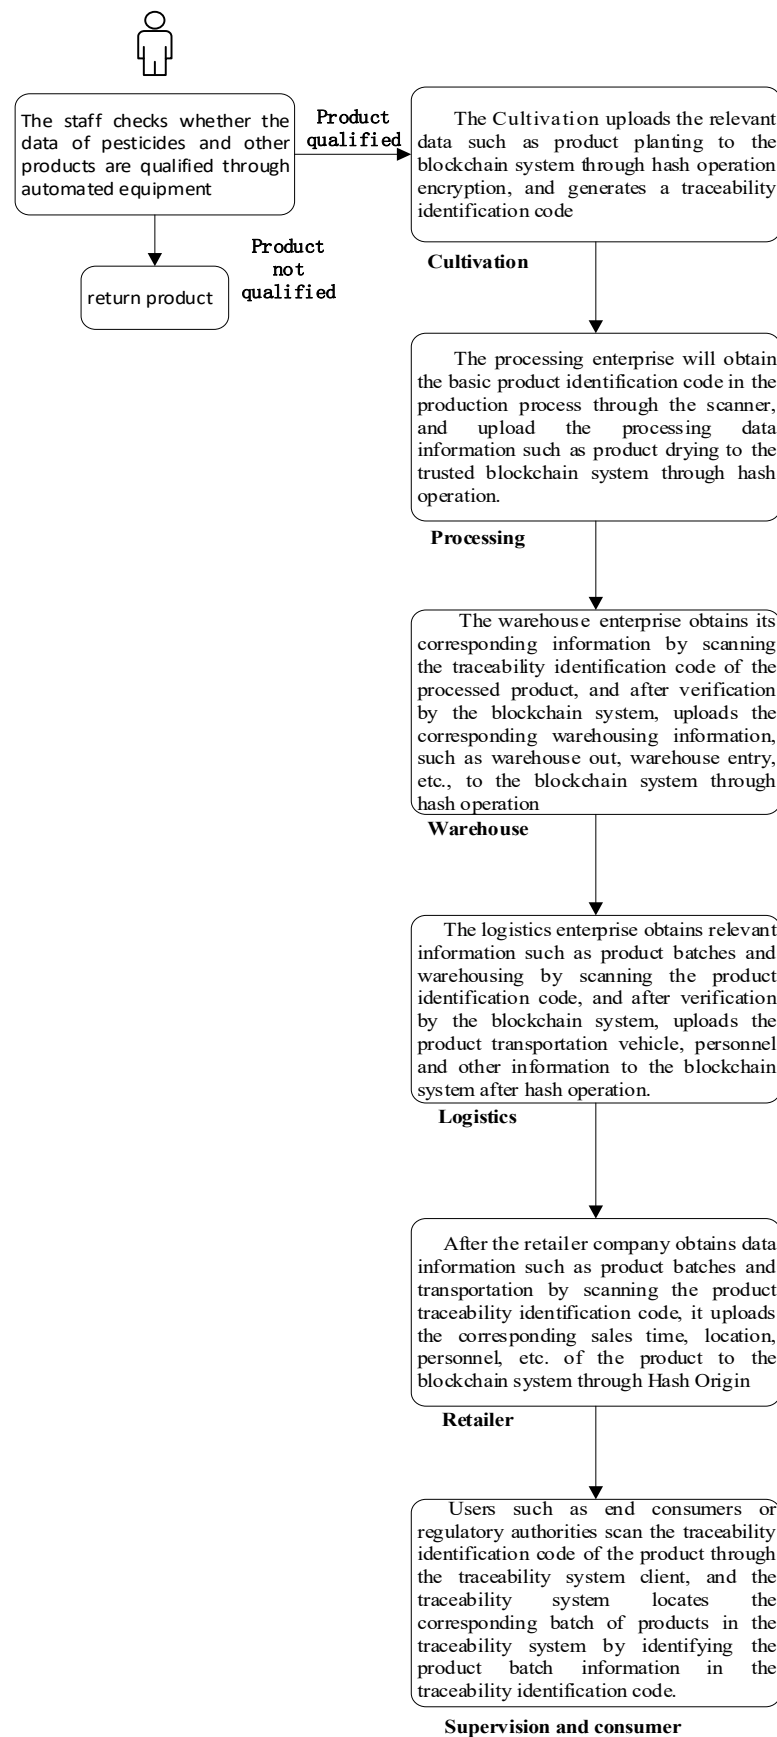 The staff checks whether the
data of pesticides and other
products are qualified through
automated equipment
Product
qualified
The Cultivation uploads the relevant
data such as product planting to the
blockchain system through hash operation
encryption, and generates a traceability
identification code
Cultivation
Product
not
qualified
return product
The processing enterprise will obtain
the basic product identification code in the
production process through the scanner,
and upload the processing data
information such as product drying to the
trusted blockchain system through hash
operation.
Processing
The warehouse enterprise obtains its
corresponding information by scanning
the traceability identification code of the
processed product, and after verification
by the blockchain system, uploads the
corresponding warehousing information,
such as warehouse out, warehouse entry,
etc., to the blockchain system through
hash operation
Warehouse
The logistics enterprise obtains relevant
information such as product batches and
warehousing by scanning the product
identification code, and after verification
by the blockchain system, uploads the
product transportation vehicle, personnel
and other information to the blockchain
system after hash operation.
Logistics
After the retailer company obtains data
information such as product batches and
transportation by scanning the product
traceability identification code, it uploads
the corresponding sales time, location,
personnel, etc. of the product to the
blockchain system through Hash Origin
Retailer
Users such as end consumers or
regulatory authorities scan the traceability
identification code of the product through
the traceability system client, and the
traceability system locates the
corresponding batch of products in the
traceability system by identifying the
product batch information in the
traceability identification code.
Supervision and consumer